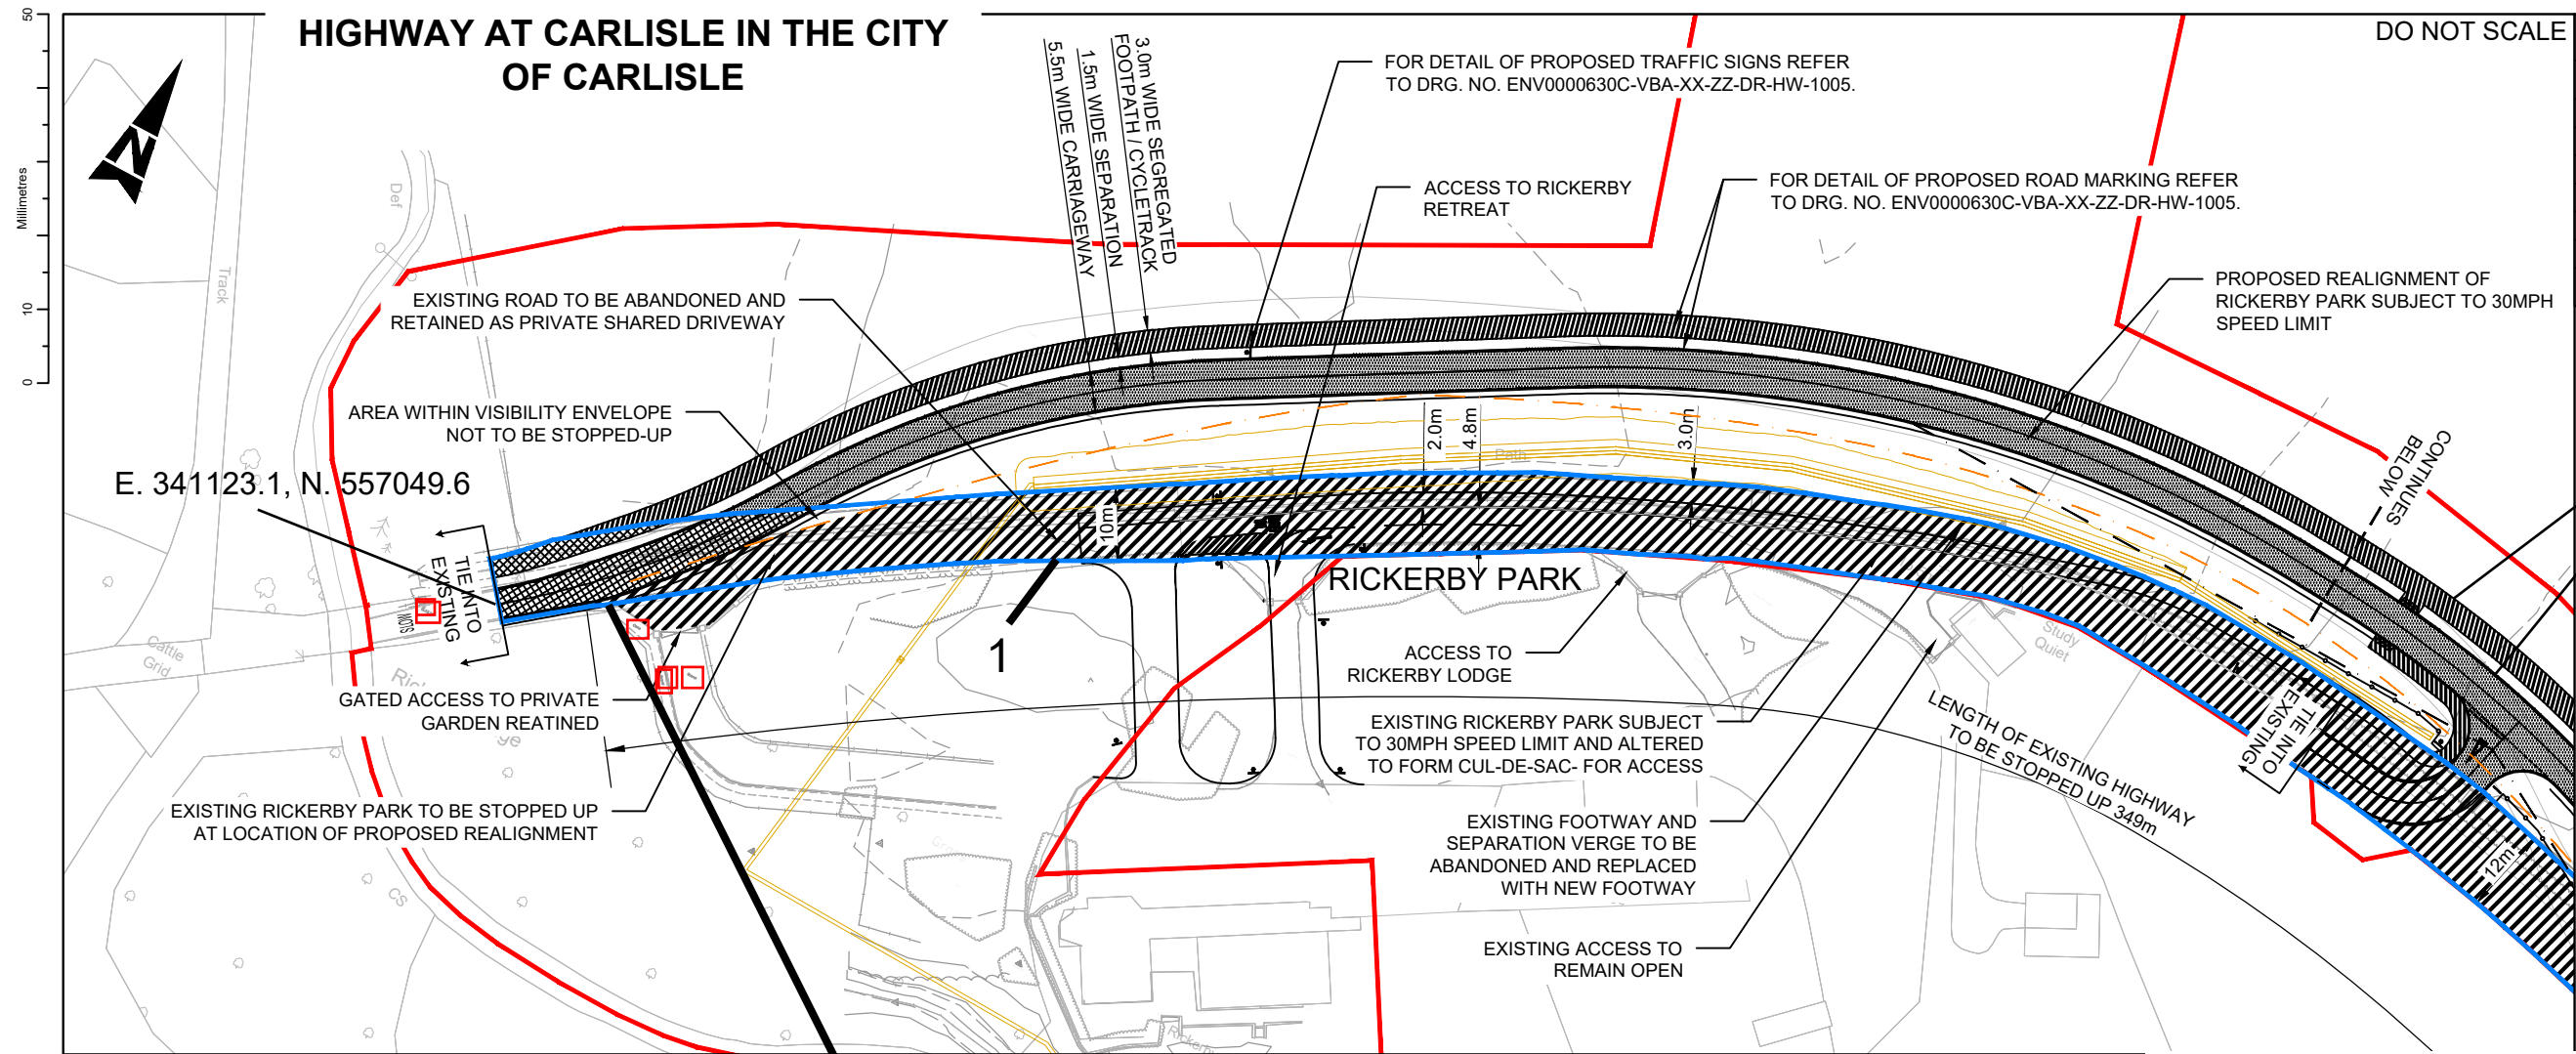 HIGHWAY AT CARLISLE IN THE CITY
OF CARLISLE
DO NOT SCALE
50
10
0
Millimetres
N
5.5m WIDE CARRIAGEWAY
1.5m WIDE SEPARATION
3.0m WIDE SEGREGATED
FOOTPATH / CYCLETRACK
FOR DETAIL OF PROPOSED TRAFFIC SIGNS REFER
TO DRG. NO. ENV0000630C-VBA-XX-ZZ-DR-HW-1005.
ACCESS TO RICKERBY
RETREAT
FOR DETAIL OF PROPOSED ROAD MARKING REFER
TO DRG. NO. ENV0000630C-VBA-XX-ZZ-DR-HW-1005.
PROPOSED REALIGNMENT OF
RICKERBY PARK SUBJECT TO 30MPH
SPEED LIMIT
Def
Track
EXISTING ROAD TO BE ABANDONED AND
RETAINED AS PRIVATE SHARED DRIVEWAY
AREA WITHIN VISIBILITY ENVELOPE
NOT TO BE STOPPED-UP
E. 341123.1, N. 557049.6
2.0m
4.8m
3.0m
Path
10m
CONTINUES
BELOW
TIE INTO
EXISTING
RICKERBY PARK
1
Cattle
Grid
GATED ACCESS TO PRIVATE
GARDEN REATINED
ACCESS TO
RICKERBY LODGE
Study
Quiet
EXISTING RICKERBY PARK SUBJECT
TO 30MPH SPEED LIMIT AND ALTERED
TO FORM CUL-DE-SAC- FOR ACCESS
LENGTH OF EXISTING HIGHWAY
TO BE STOPPED UP 349m
TIE INTO
EXISTING
EXISTING RICKERBY PARK TO BE STOPPED UP
AT LOCATION OF PROPOSED REALIGNMENT
EXISTING FOOTWAY AND
SEPARATION VERGE TO BE
ABANDONED AND REPLACED
WITH NEW FOOTWAY
12m
CS
EXISTING ACCESS TO
REMAIN OPEN